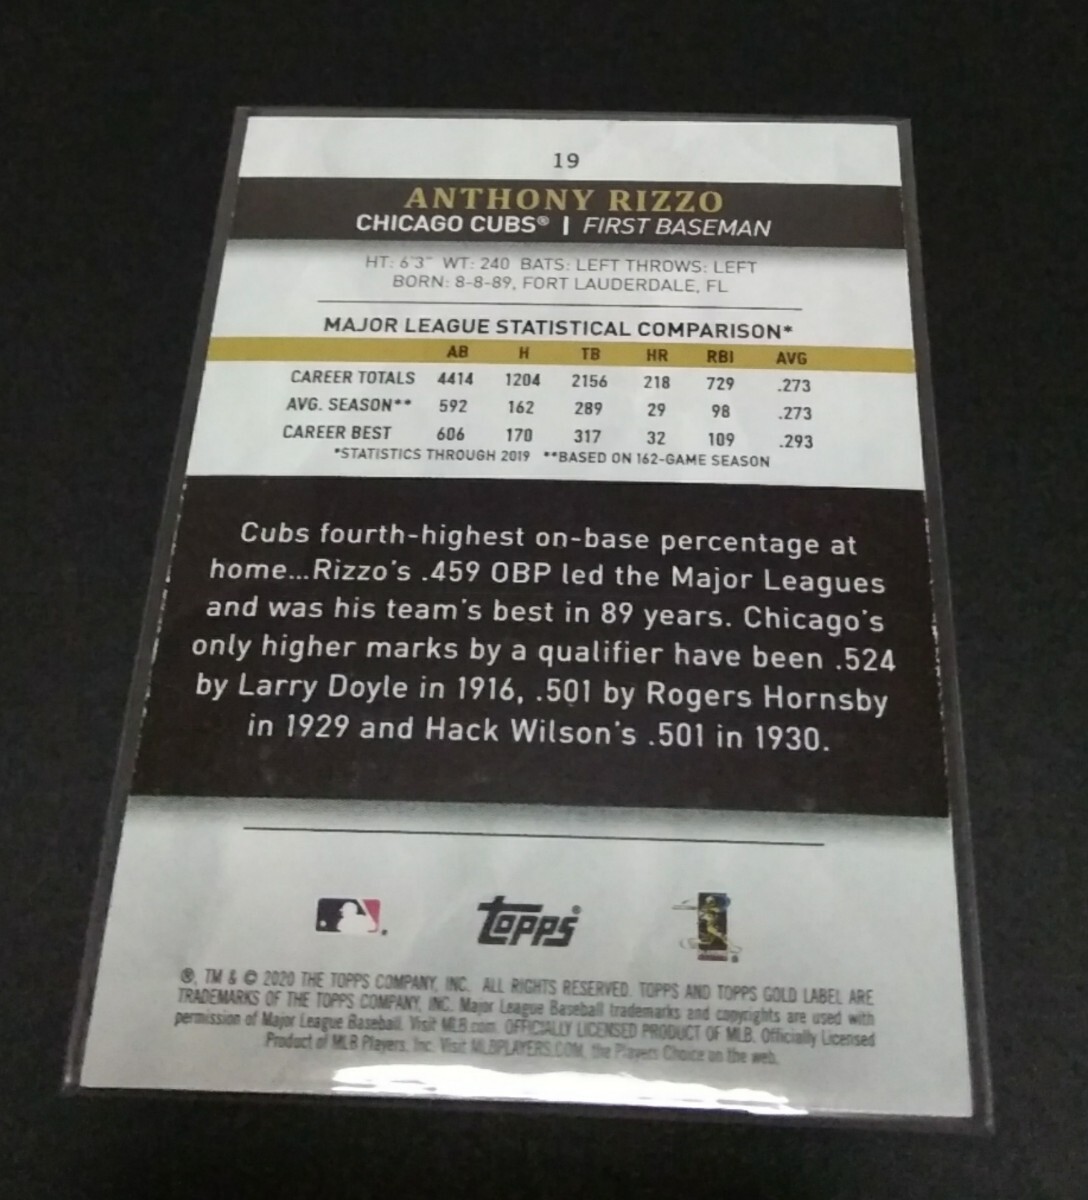 19
ANTHONY RIZZO
CHICAGO CUBS® | FIRST BASEMAN
HT: 6'3" WT: 240 BATS: LEFT THROWS: LEFT
BORN: 8-8-89, FORT LAUDERDALE, FL
MAJOR LEAGUE STATISTICAL COMPARISON*
AB H TB HR RBI AVG
CAREER TOTALS 4414 1204 2156 218 729 .273
AVG. SEASON** 592 162 289 29 98 .273
CAREER BEST 606 170 317 32 109 .293
*STATISTICS THROUGH 2019 **BASED ON 162-GAME SEASON
Cubs fourth-highest on-base percentage at
home...Rizzo's .459 OBP led the Major Leagues
and was his team's best in 89 years. Chicago's
only higher marks by a qualifier have been .524
by Larry Doyle in 1916, .501 by Rogers Hornsby
in 1929 and Hack Wilson's .501 in 1930.
topps®
®, TM & © 2020 THE TOPPS COMPANY, INC. ALL RIGHTS RESERVED. TOPPS AND TOPPS GOLD LABEL ARE
TRADEMARKS OF THE TOPPS COMPANY, INC. Major League Baseball trademarks and copyrights are used with
permission of Major League Baseball. Visit MLB.com. OFFICIALLY LICENSED PRODUCT OF MLB. Officially Licensed
Product of MLB Players, Inc. Visit MLBPLAYERS.COM, the Players Choice on the web.